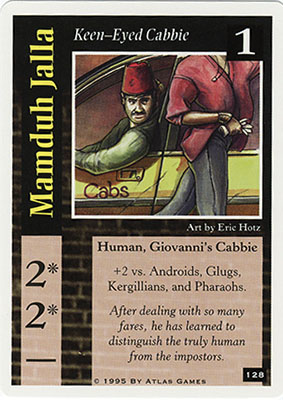 Mamduh Jalla
Keen–Eyed Cabbie
1
Cabs
Art by Eric Hotz
Human, Giovanni's Cabbie
2*
2*
—
+2 vs. Androids, Glugs,
Kergillians, and Pharaohs.
After dealing with so many
fares, he has learned to
distinguish the truly human
from the impostors.
128
© 1995 By Atlas Games